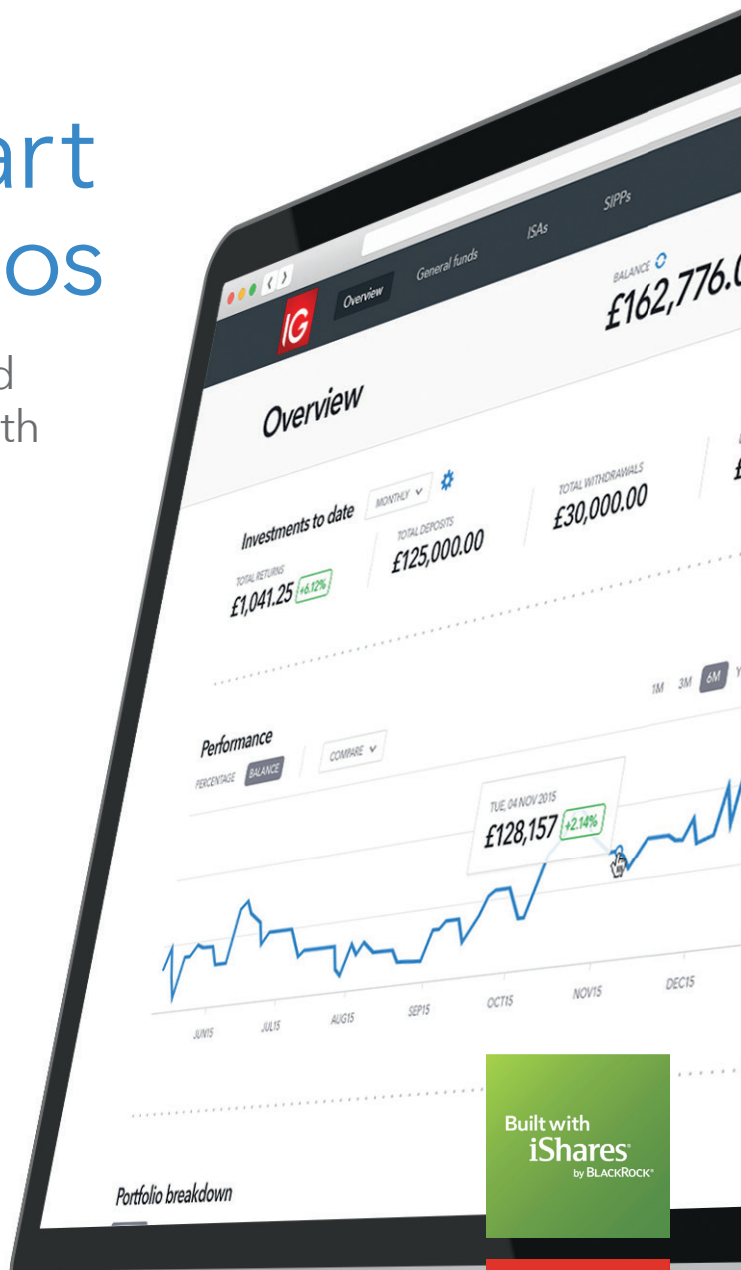 art
os
d
th
IG
Overview
General funds
ISAs
SIPPs
BALANCE
£162,776.0
Overview
Investments to date
MONTHLY
TOTAL RETURNS
£1,041.25 +6.12%
TOTAL DEPOSITS
£125,000.00
TOTAL WITHDRAWALS
£30,000.00
£
Performance
PERCENTAGE
BALANCE
COMPARE
1M
3M
6M
Y
TUE, 04 NOV 2015
£128,157 +2.14%
JUN15
JUL15
AUG15
SEP15
OCT15
NOV15
DEC15
Portfolio breakdown
Built with
iShares®
by BLACKROCK®